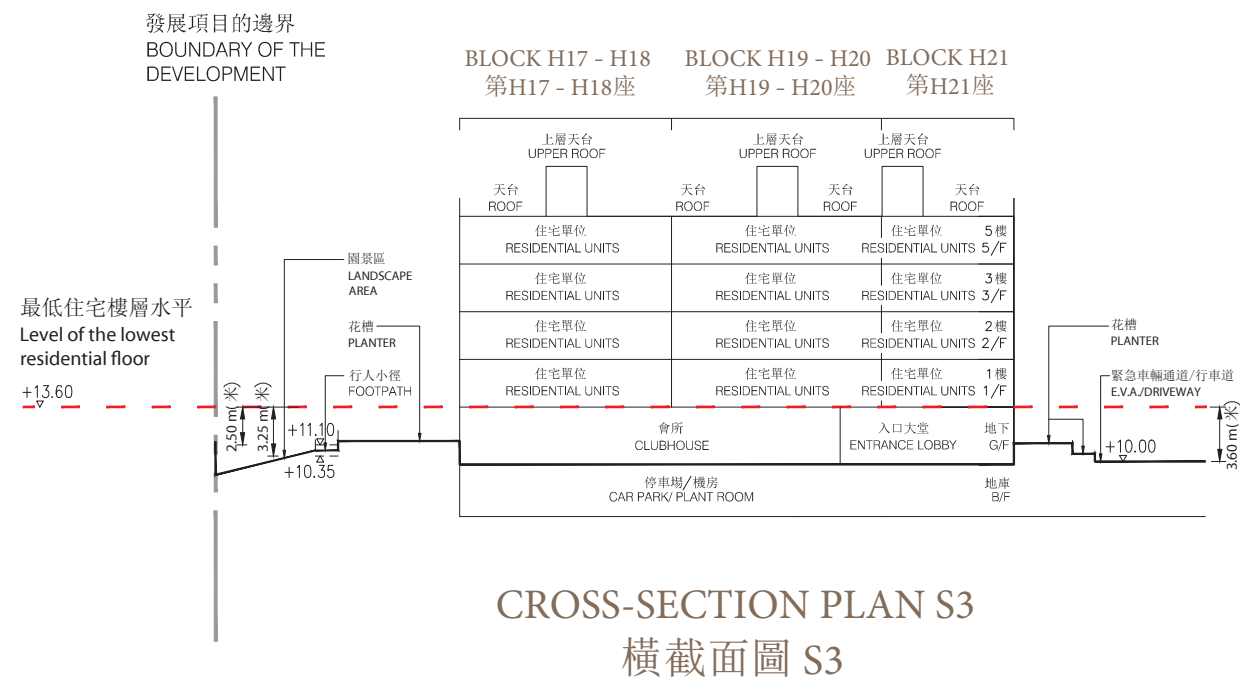 發展項目的邊界
BOUNDARY OF THE
DEVELOPMENT
BLOCK H17 - H18
第H17 - H18座
BLOCK H19 - H20
第H19 - H20座
BLOCK H21
第H21座
上層天台
UPPER ROOF
上層天台
UPPER ROOF
上層天台
UPPER ROOF
天台
ROOF
天台
ROOF
天台
ROOF
天台
ROOF
住宅單位
RESIDENTIAL UNITS
住宅單位
RESIDENTIAL UNITS
住宅單位
RESIDENTIAL UNITS
5樓
5/F
住宅單位
RESIDENTIAL UNITS
住宅單位
RESIDENTIAL UNITS
住宅單位
RESIDENTIAL UNITS
3樓
3/F
住宅單位
RESIDENTIAL UNITS
住宅單位
RESIDENTIAL UNITS
住宅單位
RESIDENTIAL UNITS
2樓
2/F
住宅單位
RESIDENTIAL UNITS
住宅單位
RESIDENTIAL UNITS
住宅單位
RESIDENTIAL UNITS
1樓
1/F
園景區
LANDSCAPE
AREA
花槽
PLANTER
行人小徑
FOOTPATH
最低住宅樓層水平
Level of the lowest
residential floor
+13.60
2.50 m(米)
3.25 m(米)
+11.10
+10.35
會所
CLUBHOUSE
入口大堂
ENTRANCE LOBBY
地下
G/F
停車場/機房
CAR PARK/ PLANT ROOM
地庫
B/F
花槽
PLANTER
緊急車輛通道/行車道
E.V.A./DRIVEWAY
+10.00
3.60 m(米)
CROSS-SECTION PLAN S3
橫截面圖 S3